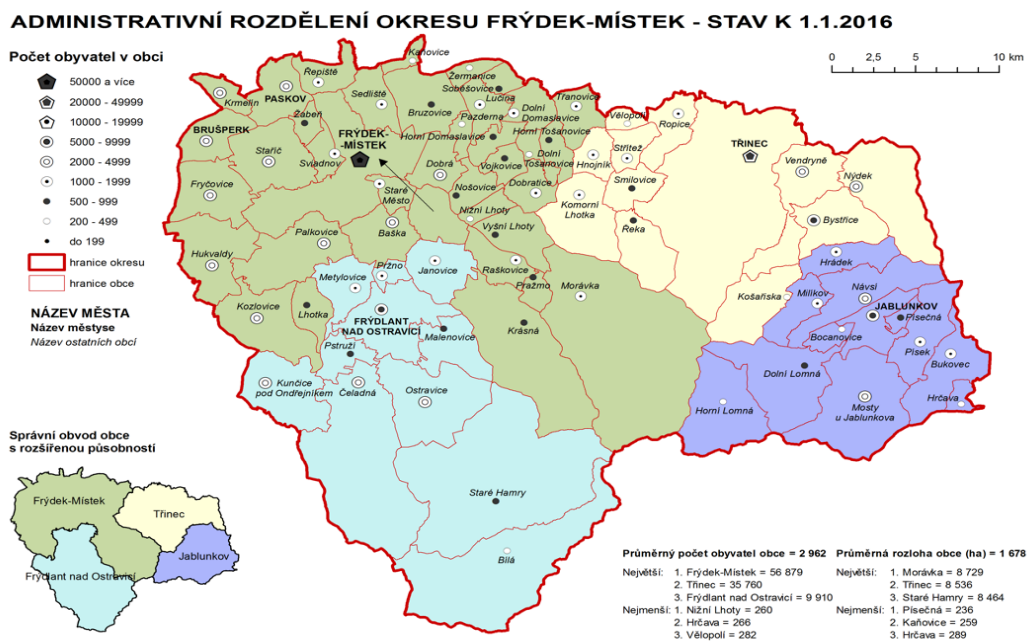 ADMINISTRATIVNÍ ROZDĚLENÍ OKRESU FRÝDEK-MÍSTEK - STAV K 1.1.2016
Počet obyvatel v obci
50000 a více
20000 - 49999
10000 - 19999
5000 - 9999
2000 - 4999
1000 - 1999
500 - 999
200 - 499
do 199
hranice okresu
hranice obce
NÁZEV MĚSTA
Název městyse
Název ostatních obcí
0 2,5 5 10 km
Kaňovice
Řepiště
Žermanice
Soběšovice
Krmelín
PASKOV
Sedliště
Lučina
Bruzovice
Dolní
Domaslavice
Tranovice
Žabeň
Pazderna
Vělopolí
Ropice
BRUŠPERK
FRÝDEK-
-MÍSTEK
Horní Domaslavice
Horní Tošanovice
Střítež
TŘINEC
Staříč
Sviadnov
Dobrá
Vojkovice
Dolní
Tošanovice
Hnojník
Vendryně
Nýdek
Fryčovice
Staré
Město
Nošovice
Dobratice
Smilovice
Komorní
Lhotka
Nižní Lhoty
Řeka
Bystřice
Palkovice
Baška
Vyšní Lhoty
Hukvaldy
Metylovice
Pržno
Janovice
Raškovice
Pražmo
Morávka
Hrádek
Košařiska
Milíkov
Návsí
JABLUNKOV
Kozlovice
Lhotka
FRÝDLANT
NAD OSTRAVICÍ
Malenovice
Krásná
Písečná
Bocanovice
Pstruží
Písek
Bukovec
Dolní Lomná
Kunčice
pod Ondřejníkem
Čeladná
Ostravice
Horní Lomná
Mosty
u Jablunkova
Hrčava
Staré Hamry
Bílá
Správní obvod obce
s rozšířenou působností
Frýdek-Místek
Třinec
Jablunkov
Frýdlant nad Ostravicí
Průměrný počet obyvatel obce = 2 962
Největší: 1. Frýdek-Místek = 56 879
2. Třinec = 35 760
3. Frýdlant nad Ostravicí = 9 910
Nejmenší: 1. Nižní Lhoty = 260
2. Hrčava = 266
3. Vělopolí = 282
Průměrná rozloha obce (ha) = 1 678
Největší: 1. Morávka = 8 729
2. Třinec = 8 536
3. Staré Hamry = 8 464
Nejmenší: 1. Písečná = 236
2. Kaňovice = 259
3. Hrčava = 289